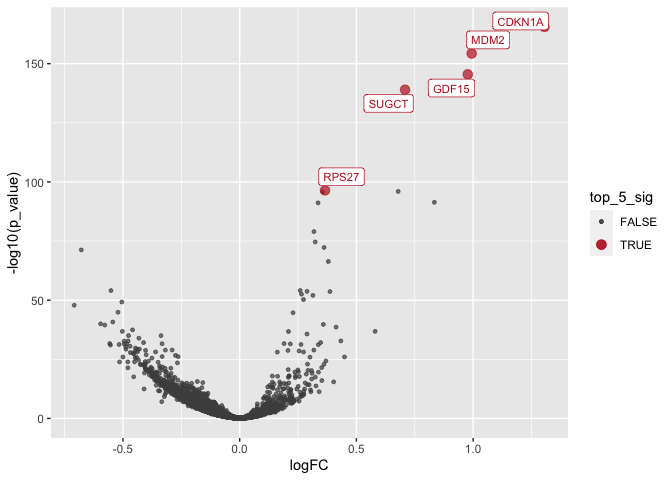 CDKN1A
MDM2
GDF15
SUGCT
RPS27
150
100
50
0
-log10(p_value)
-0.5
0.0
0.5
1.0
logFC
top_5_sig
FALSE
TRUE